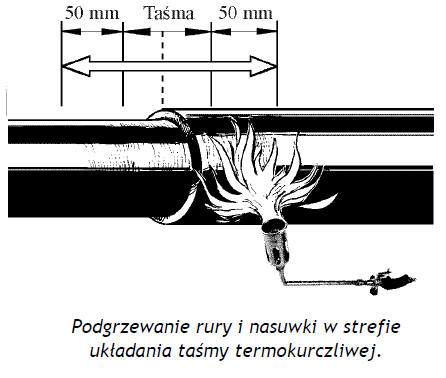 50 mm Taśma 50 mm
Podgrzewanie rury i nasuwki w strefie
układania taśmy termokurczliwej.